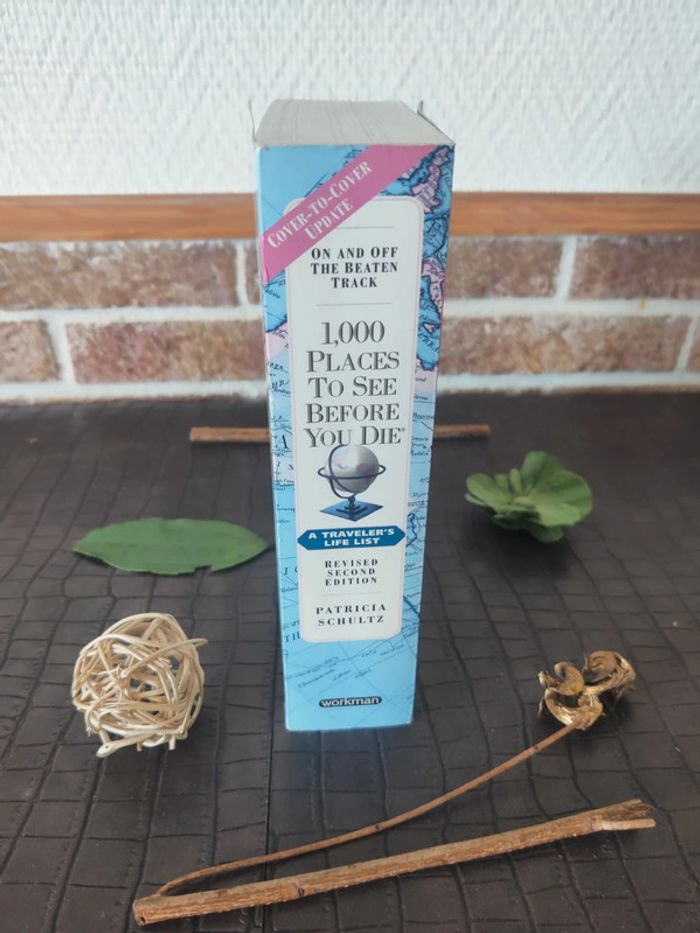 COVER-TO-COVER
UPDATE
ON AND OFF
THE BEATEN
TRACK
1,000
PLACES
TO SEE
BEFORE
YOU DIE®
A TRAVELER'S
LIFE LIST
REVISED
SECOND
EDITION
PATRICIA
SCHULTZ
workman